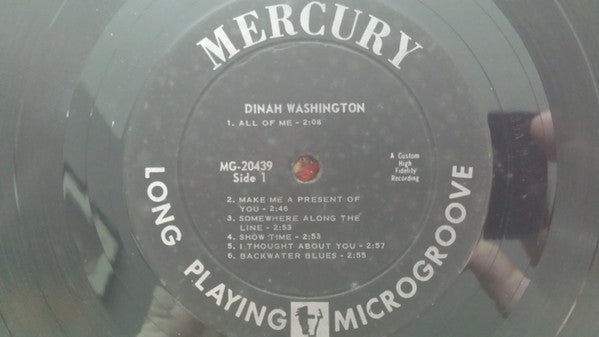 MERCURY
DINAH WASHINGTON
1. ALL OF ME - 2:08
MG-20439
Side 1
A Custom
High
Fidelity
Recording
2. MAKE ME A PRESENT OF
YOU - 2:46
3. SOMEWHERE ALONG THE
LINE - 2:53
4. SHOW TIME - 2:53
5. I THOUGHT ABOUT YOU - 2:57
6. BACKWATER BLUES - 2:55
LONG PLAYING MICROGROOVE